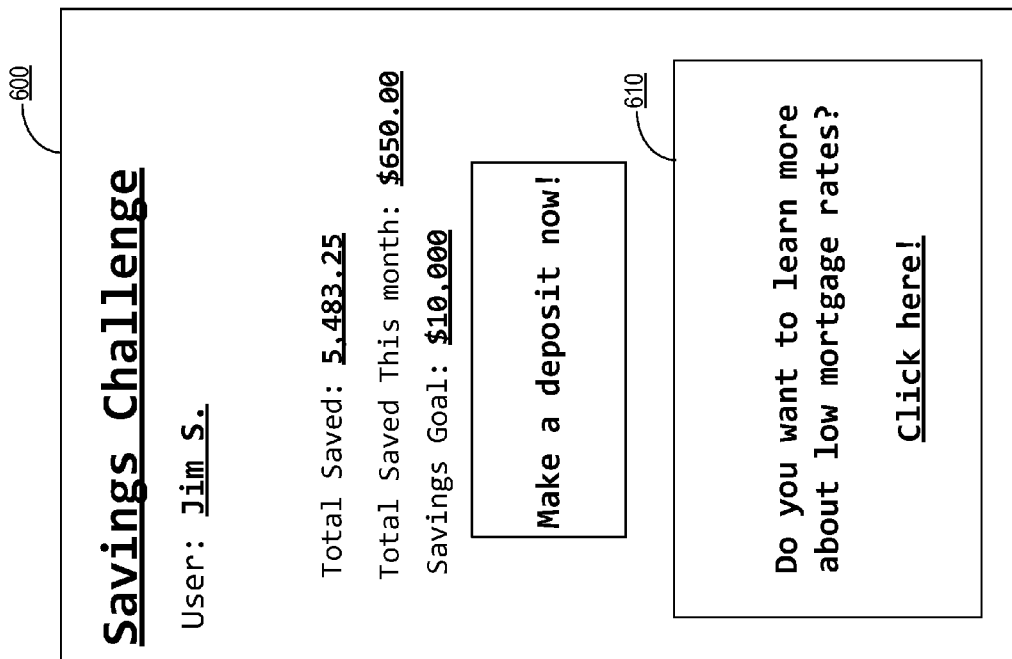 600
Savings Challenge
User: Jim S.
Total Saved: 5,483.25
Total Saved This month: $650.00
Savings Goal: $10,000
Make a deposit now!
610
Do you want to learn more
about low mortgage rates?
Click here!